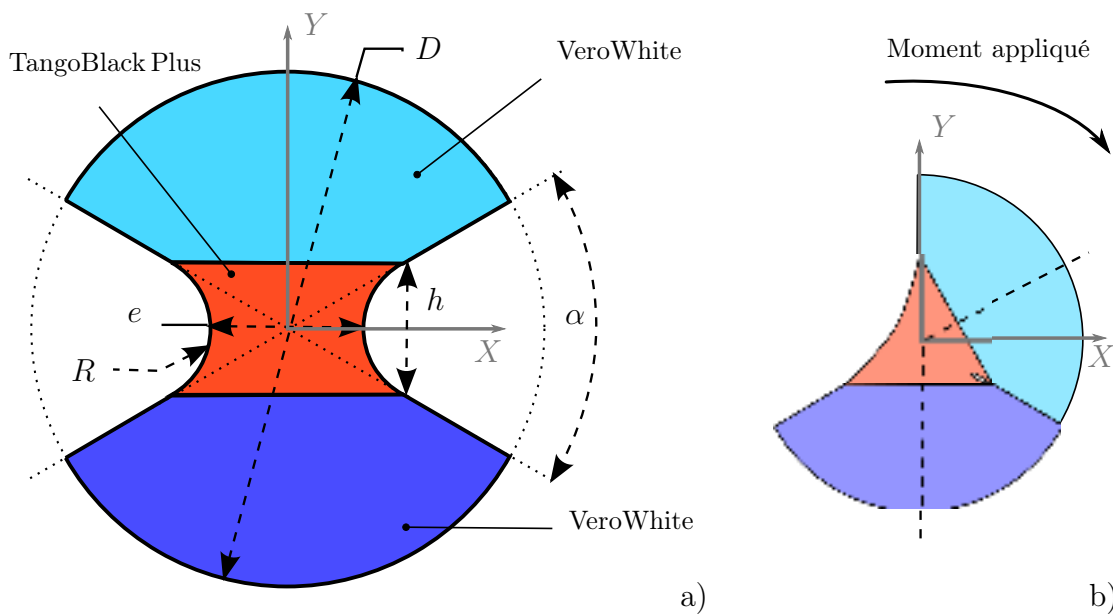 Y
D
VeroWhite
TangoBlack Plus
e
h
α
R
X
VeroWhite
a)
Moment appliqué
Y
X
b)